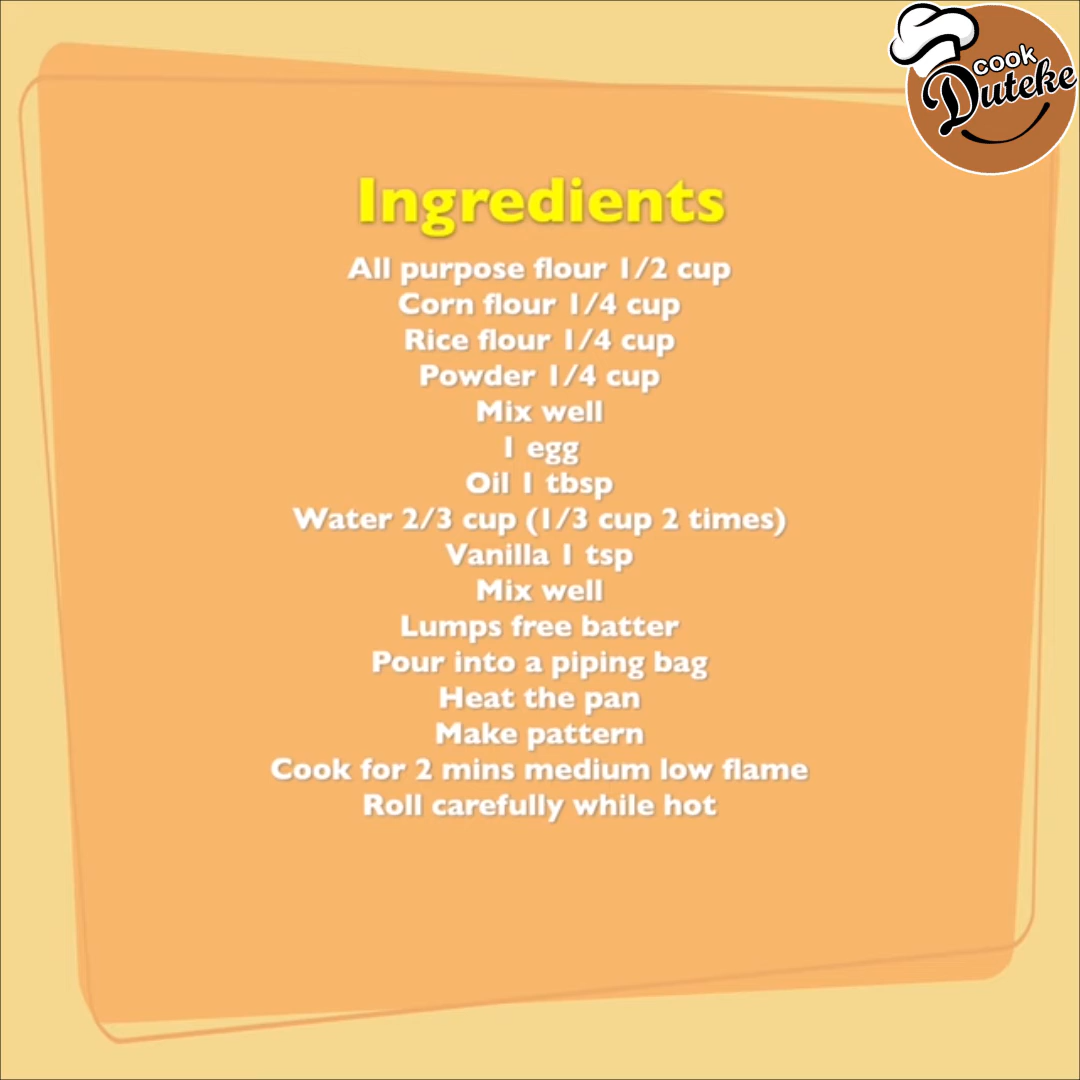 cook
Duteke
Ingredients
All purpose flour 1/2 cup
Corn flour 1/4 cup
Rice flour 1/4 cup
Powder 1/4 cup
Mix well
1 egg
Oil 1 tbsp
Water 2/3 cup (1/3 cup 2 times)
Vanilla 1 tsp
Mix well
Lumps free batter
Pour into a piping bag
Heat the pan
Make pattern
Cook for 2 mins medium low flame
Roll carefully while hot